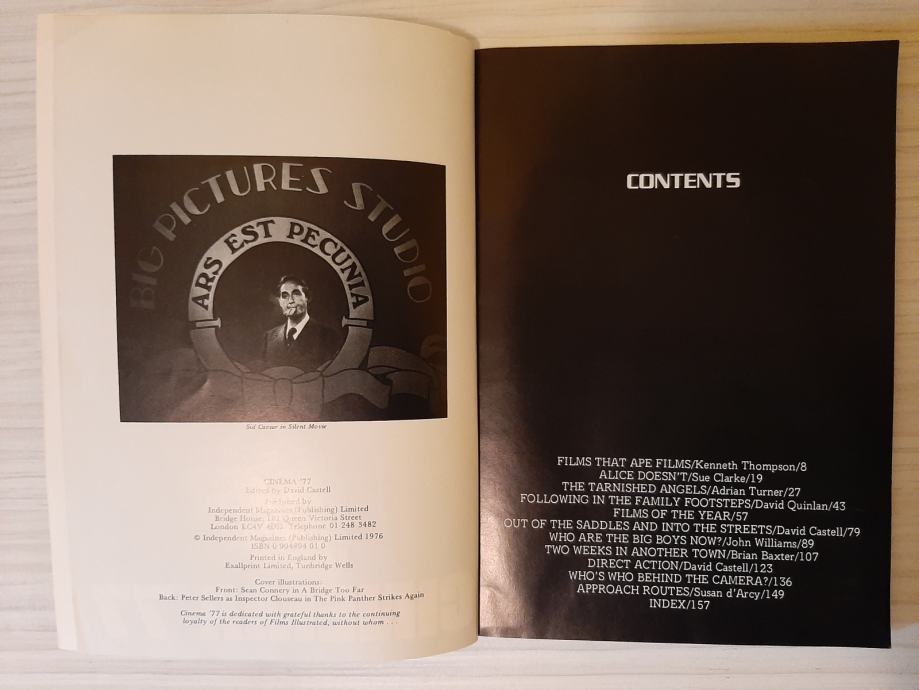 BIG PICTURES STUDIO
ARS EST PECUNIA
Sid Caesar in Silent Movie
CINEMA '77
Edited by David Castell
Published by
Independent Magazines (Publishing) Limited
Bridge House, 181 Queen Victoria Street
London EC4V 4DD. Telephone 01-248 3482
© Independent Magazines (Publishing) Limited 1976
ISBN 0 904894 01 0
Printed in England by
Exallprint Limited, Tunbridge Wells
Cover illustrations:
Front: Sean Connery in A Bridge Too Far
Back: Peter Sellers as Inspector Clouseau in The Pink Panther Strikes Again
Cinema '77 is dedicated with grateful thanks to the continuing
loyalty of the readers of Films Illustrated, without whom . . .
CONTENTS
FILMS THAT APE FILMS/Kenneth Thompson/8
ALICE DOESN'T/Sue Clarke/19
THE TARNISHED ANGELS/Adrian Turner/27
FOLLOWING IN THE FAMILY FOOTSTEPS/David Quinlan/43
FILMS OF THE YEAR/57
OUT OF THE SADDLES AND INTO THE STREETS/David Castell/79
WHO ARE THE BIG BOYS NOW?/John Williams/89
TWO WEEKS IN ANOTHER TOWN/Brian Baxter/107
DIRECT ACTION/David Castell/123
WHO'S WHO BEHIND THE CAMERA?/136
APPROACH ROUTES/Susan d'Arcy/149
INDEX/157